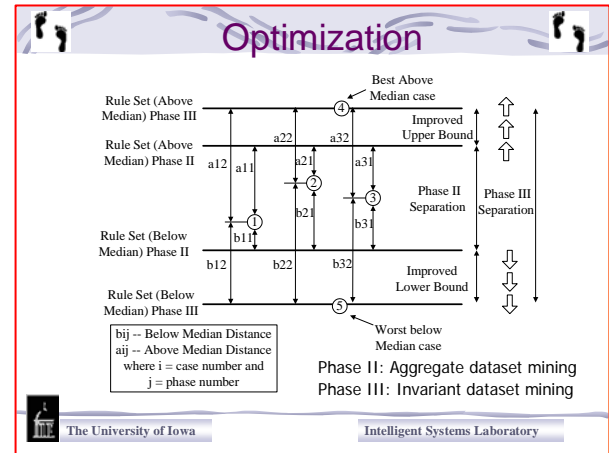 Optimization
Best Above
Median case
Rule Set (Above
Median) Phase III
4
Improved
Upper Bound
a22
a32
Rule Set (Above
Median) Phase II
a12
a11
a21
a31
2
3
Phase II
Separation
Phase III
Separation
1
b11
b21
b31
Rule Set (Below
Median) Phase II
b12
b22
b32
Improved
Lower Bound
Rule Set (Below
Median) Phase III
5
Worst below
Median case
bij -- Below Median Distance
aij -- Above Median Distance
where i = case number and
j = phase number
Phase II: Aggregate dataset mining
Phase III: Invariant dataset mining
The University of Iowa
Intelligent Systems Laboratory